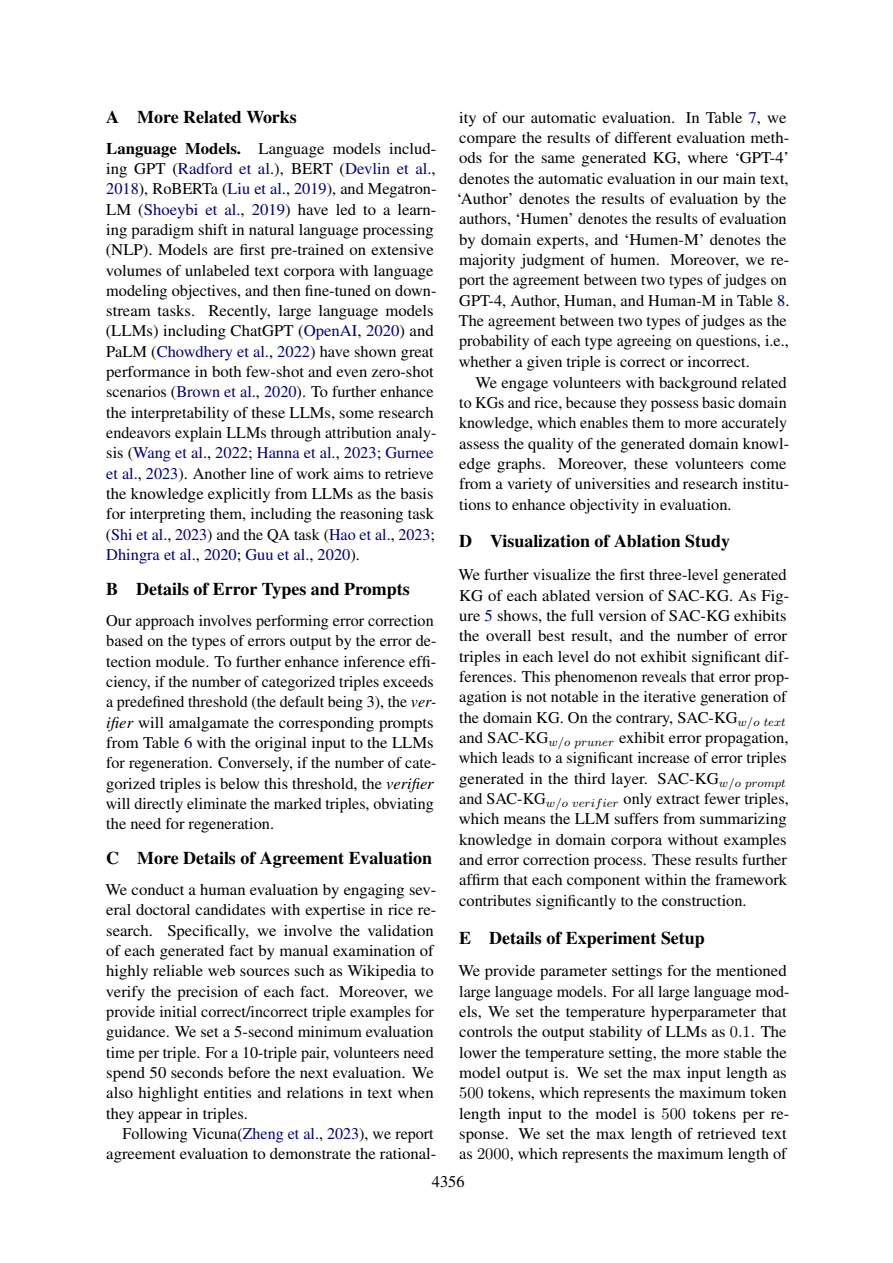 A More Related Works
Language Models. Language models includ-
ing GPT (Radford et al.), BERT (Devlin et al.,
2018), RoBERTa (Liu et al., 2019), and Megatron-
LM (Shoeybi et al., 2019) have led to a learn-
ing paradigm shift in natural language processing
(NLP). Models are first pre-trained on extensive
volumes of unlabeled text corpora with language
modeling objectives, and then fine-tuned on down-
stream tasks. Recently, large language models
(LLMs) including ChatGPT (OpenAI, 2020) and
PaLM (Chowdhery et al., 2022) have shown great
performance in both few-shot and even zero-shot
scenarios (Brown et al., 2020). To further enhance
the interpretability of these LLMs, some research
endeavors explain LLMs through attribution analy-
sis (Wang et al., 2022; Hanna et al., 2023; Gurnee
et al., 2023). Another line of work aims to retrieve
the knowledge explicitly from LLMs as the basis
for interpreting them, including the reasoning task
(Shi et al., 2023) and the QA task (Hao et al., 2023;
Dhingra et al., 2020; Guu et al., 2020).
B Details of Error Types and Prompts
Our approach involves performing error correction
based on the types of errors output by the error de-
tection module. To further enhance inference effi-
ciency, if the number of categorized triples exceeds
a predefined threshold (the default being 3), the ver-
ifier will amalgamate the corresponding prompts
from Table 6 with the original input to the LLMs
for regeneration. Conversely, if the number of cate-
gorized triples is below this threshold, the verifier
will directly eliminate the marked triples, obviating
the need for regeneration.
C More Details of Agreement Evaluation
We conduct a human evaluation by engaging sev-
eral doctoral candidates with expertise in rice re-
search. Specifically, we involve the validation
of each generated fact by manual examination of
highly reliable web sources such as Wikipedia to
verify the precision of each fact. Moreover, we
provide initial correct/incorrect triple examples for
guidance. We set a 5-second minimum evaluation
time per triple. For a 10-triple pair, volunteers need
spend 50 seconds before the next evaluation. We
also highlight entities and relations in text when
they appear in triples.
Following Vicuna(Zheng et al., 2023), we report
agreement evaluation to demonstrate the rational-
ity of our automatic evaluation. In Table 7, we
compare the results of different evaluation meth-
ods for the same generated KG, where ‘GPT-4’
denotes the automatic evaluation in our main text,
‘Author’ denotes the results of evaluation by the
authors, ‘Humen’ denotes the results of evaluation
by domain experts, and ‘Humen-M’ denotes the
majority judgment of human. Moreover, we re-
port the agreement between two types of judges on
GPT-4, Author, Human, and Human-M in Table 8.
The agreement between two types of judges as the
probability of each type agreeing on questions, i.e.,
whether a given triple is correct or incorrect.
We engage volunteers with background related
to KGs and rice, because they possess basic domain
knowledge, which enables them to more accurately
assess the quality of the generated domain knowl-
edge graphs. Moreover, these volunteers come
from a variety of universities and research institu-
tions to enhance objectivity in evaluation.
D Visualization of Ablation Study
We further visualize the first three-level generated
KG of each ablated version of SAC-KG. As Fig-
ure 5 shows, the full version of SAC-KG exhibits
the overall best result, and the number of error
triples in each level do not exhibit significant dif-
ferences. This phenomenon reveals that error prop-
agation is not notable in the iterative generation of
the domain KG. On the contrary, SAC-KGw/o text
and SAC-KGw/o pruner exhibit error propagation,
which leads to a significant increase of error triples
generated in the third layer. SAC-KGw/o prompt
and SAC-KGw/o verifier only extract fewer triples,
which means the LLM suffers from summarizing
knowledge in domain corpora without examples
and error correction process. These results further
affirm that each component within the framework
contributes significantly to the construction.
E Details of Experiment Setup
We provide parameter settings for the mentioned
large language models. For all large language mod-
els, We set the temperature hyperparameter that
controls the output stability of LLMs as 0.1. The
lower the temperature setting, the more stable the
model output is. We set the max input length as
500 tokens, which represents the maximum token
length input to the model is 500 tokens per re-
sponse. We set the max length of retrieved text
as 2000, which represents the maximum length of
4356